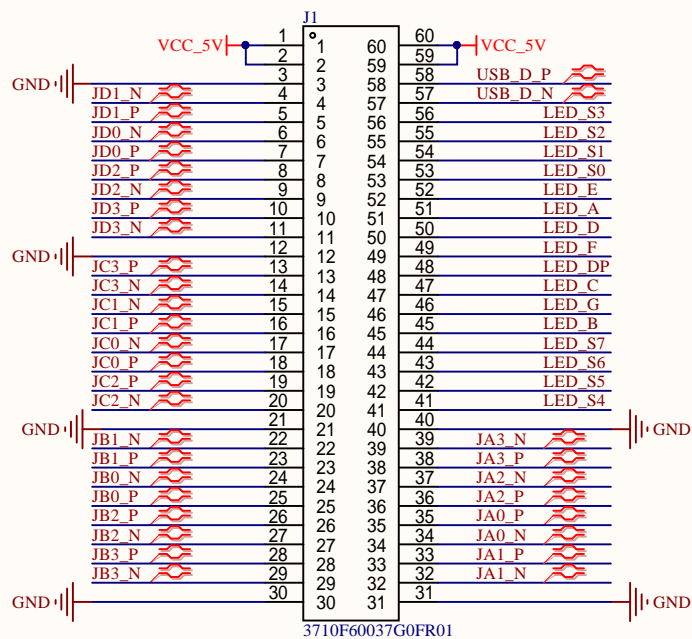 J1
VCC_5V 1 1 60 60 VCC_5V
2 2 59 59
GND 3 3 58 58 USB_D_P
JD1_N 4 4 57 57 USB_D_N
JD1_P 5 5 56 56 LED_S3
JD0_N 6 6 55 55 LED_S2
JD0_P 7 7 54 54 LED_S1
JD2_P 8 8 53 53 LED_S0
JD2_N 9 9 52 52 LED_E
JD3_P 10 10 51 51 LED_A
JD3_N 11 11 50 50 LED_D
GND 12 12 49 49 LED_F
JC3_P 13 13 48 48 LED_DP
JC3_N 14 14 47 47 LED_C
JC1_N 15 15 46 46 LED_G
JC1_P 16 16 45 45 LED_B
JC0_N 17 17 44 44 LED_S7
JC0_P 18 18 43 43 LED_S6
JC2_P 19 19 42 42 LED_S5
JC2_N 20 20 41 41 LED_S4
GND 21 21 40 40 GND
JB1_N 22 22 39 39 JA3_N
JB1_P 23 23 38 38 JA3_P
JB0_N 24 24 37 37 JA2_N
JB0_P 25 25 36 36 JA2_P
JB2_P 26 26 35 35 JA0_P
JB2_N 27 27 34 34 JA0_N
JB3_P 28 28 33 33 JA1_P
JB3_N 29 29 32 32 JA1_N
GND 30 30 31 31 GND
3710F60037G0FR01